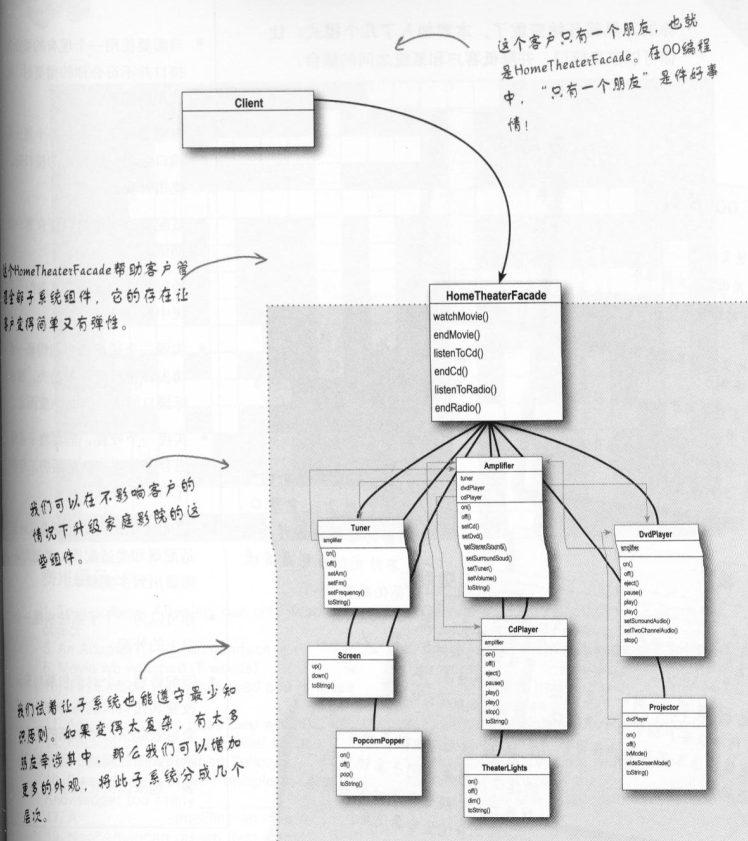 这个客户只有一个朋友，也就
是HomeTheaterFacade。在OO编程
中，“只有一个朋友”是件好事
情！
Client
这个HomeTheaterFacade帮助客户管
理全部子系统组件，它的存在让
客户变得简单又有弹性。
HomeTheaterFacade
watchMovie()
endMovie()
listenToCd()
endCd()
listenToRadio()
endRadio()
我们可以在不影响客户的
情况下升级家庭影院的这
些组件。
Amplifier
tuner
dvdPlayer
cdPlayer
on()
off()
setCd()
setDvd()
setStereoSound()
setSurroundSoud()
setTuner()
setVolume()
toString()
Tuner
amplifier
on()
off()
setAm()
setFm()
setFrequency()
toString()
DvdPlayer
amplifier
on()
off()
eject()
pause()
play()
play()
setSurroundAudio()
setTwoChannelAudio()
stop()
Screen
up()
down()
toString()
CdPlayer
amplifier
on()
off()
eject()
pause()
play()
play()
stop()
toString()
我们试着让子系统也能遵守最少知
识原则。如果变得太复杂，有太多
朋友牵涉其中，那么我们可以增加
更多的外观，将此子系统分成几个
层次。
PopcornPopper
on()
off()
pop()
toString()
TheaterLights
on()
off()
dim()
toString()
Projector
dvdPlayer
on()
off()
tvMode()
wideScreenMode()
toString()